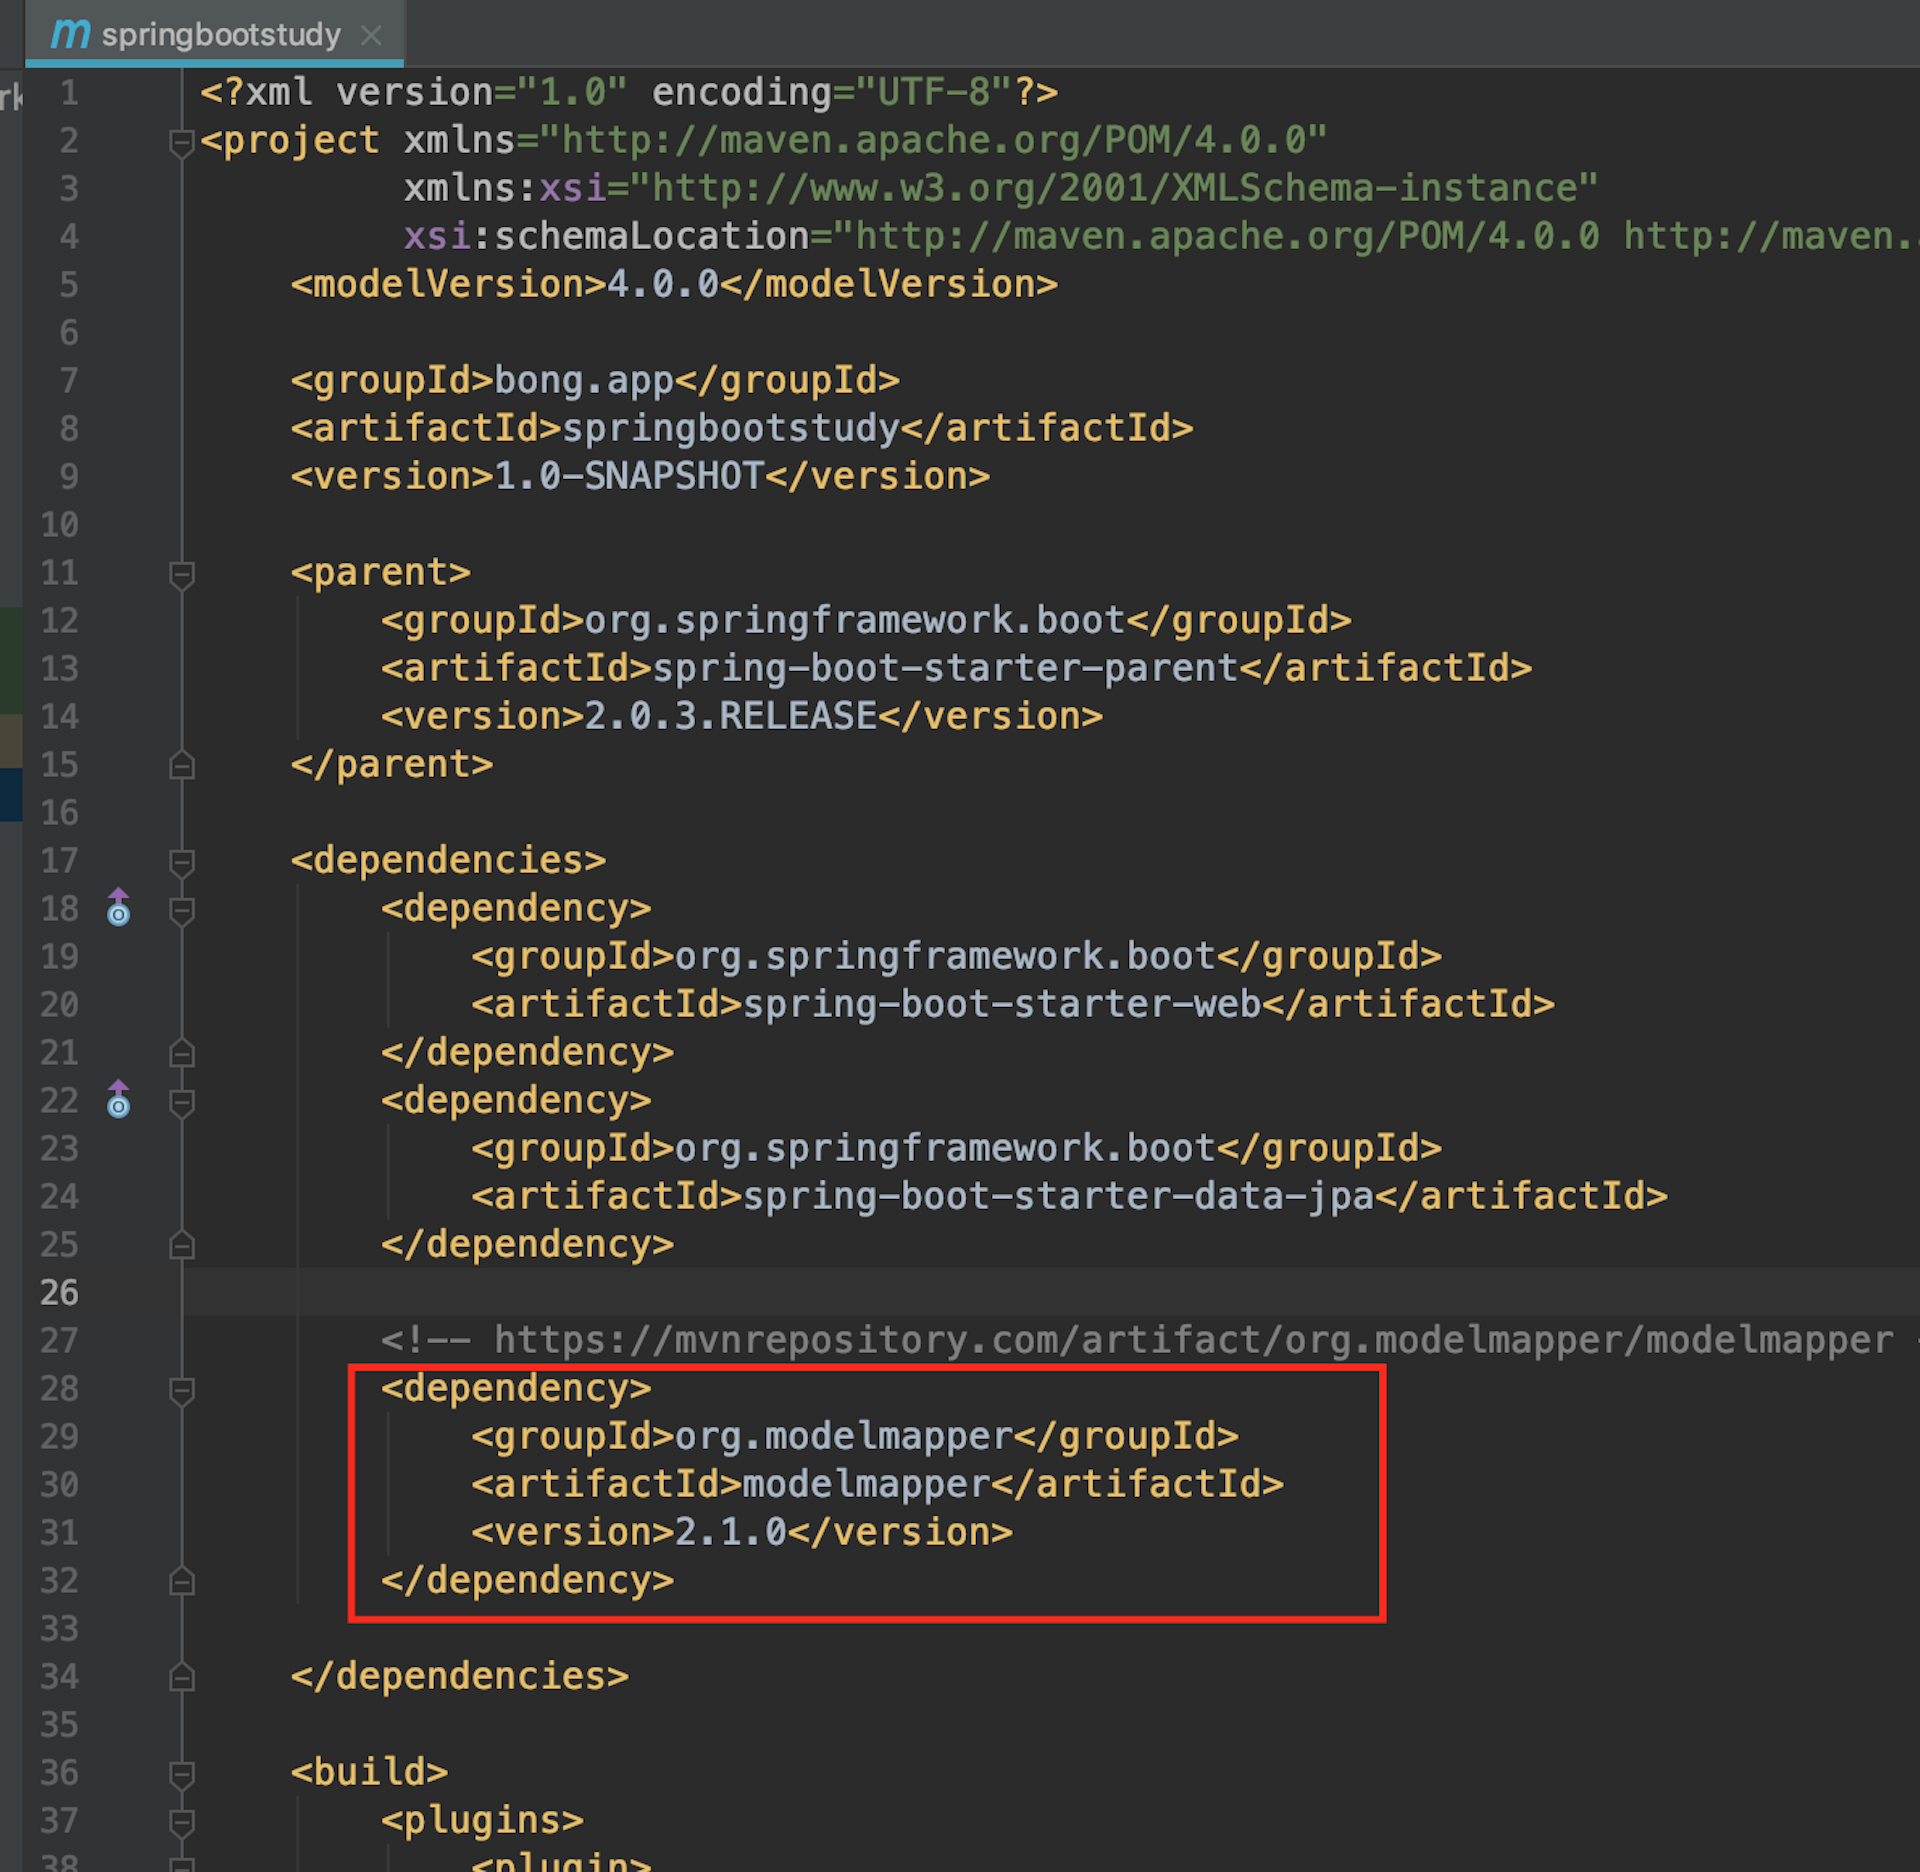 springbootstudy
1 <?xml version="1.0" encoding="UTF-8"?>
2 <project xmlns="http://maven.apache.org/POM/4.0.0"
3 xmlns:xsi="http://www.w3.org/2001/XMLSchema-instance"
4 xsi:schemaLocation="http://maven.apache.org/POM/4.0.0 http://maven.
5 <modelVersion>4.0.0</modelVersion>
6
7 <groupId>bong.app</groupId>
8 <artifactId>springbootstudy</artifactId>
9 <version>1.0-SNAPSHOT</version>
10
11 <parent>
12 <groupId>org.springframework.boot</groupId>
13 <artifactId>spring-boot-starter-parent</artifactId>
14 <version>2.0.3.RELEASE</version>
15 </parent>
16
17 <dependencies>
18 <dependency>
19 <groupId>org.springframework.boot</groupId>
20 <artifactId>spring-boot-starter-web</artifactId>
21 </dependency>
22 <dependency>
23 <groupId>org.springframework.boot</groupId>
24 <artifactId>spring-boot-starter-data-jpa</artifactId>
25 </dependency>
26
27 <!-- https://mvnrepository.com/artifact/org.modelmapper/modelmapper
28 <dependency>
29 <groupId>org.modelmapper</groupId>
30 <artifactId>modelmapper</artifactId>
31 <version>2.1.0</version>
32 </dependency>
33
34 </dependencies>
35
36 <build>
37 <plugins>
38 <plugin>